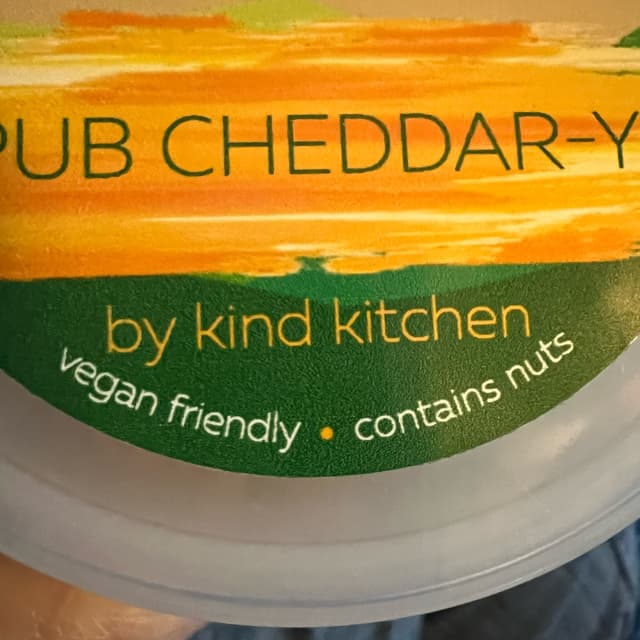 PUB CHEDDAR-Y
by kind kitchen
vegan friendly • contains nuts